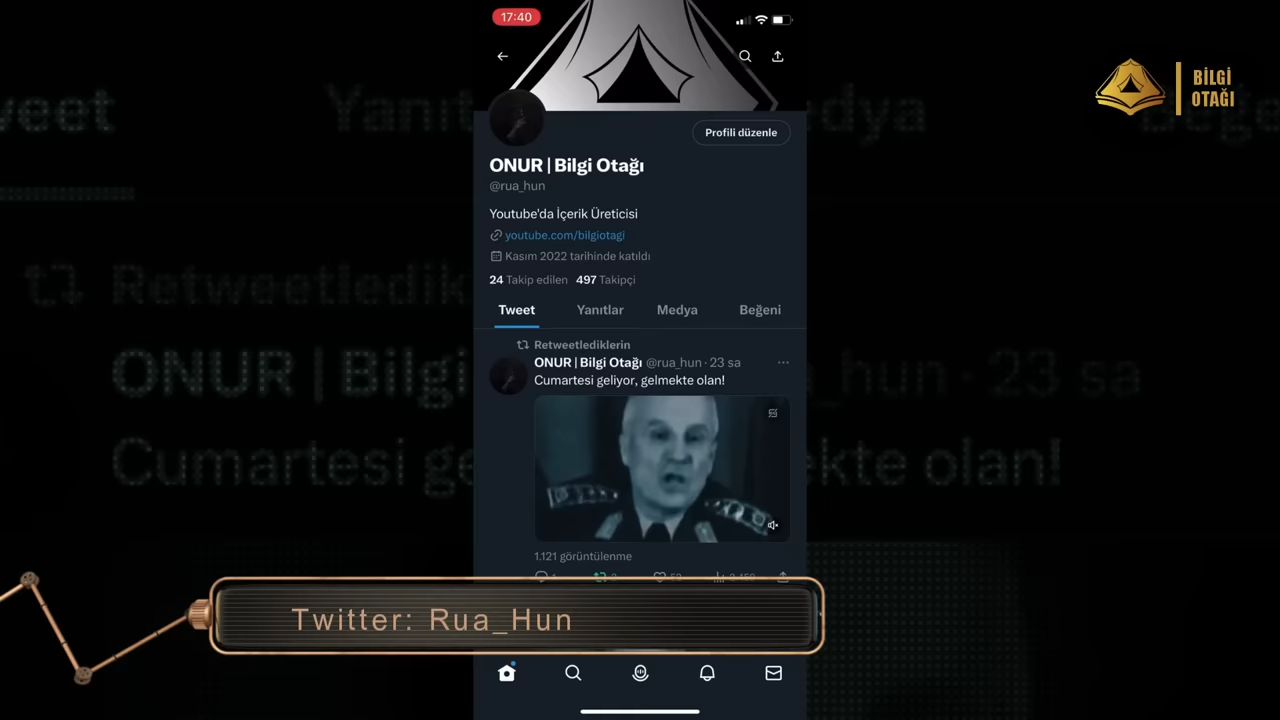 17:40
BİLGİ
OTAĞI
Profili düzenle
ONUR | Bilgi Otağı
@rua_hun
Youtube'da İçerik Üreticisi
youtube.com/bilgiotagi
Kasım 2022 tarihinde katıldı
24 Takip edilen 497 Takipçi
Tweet Yanıtlar Medya Beğeni
Retweetlediklerin
ONUR | Bilgi Otağı @rua_hun · 23 sa
Cumartesi geliyor, gelmekte olan!
1.121 görüntülenme
Twitter: Rua_Hun